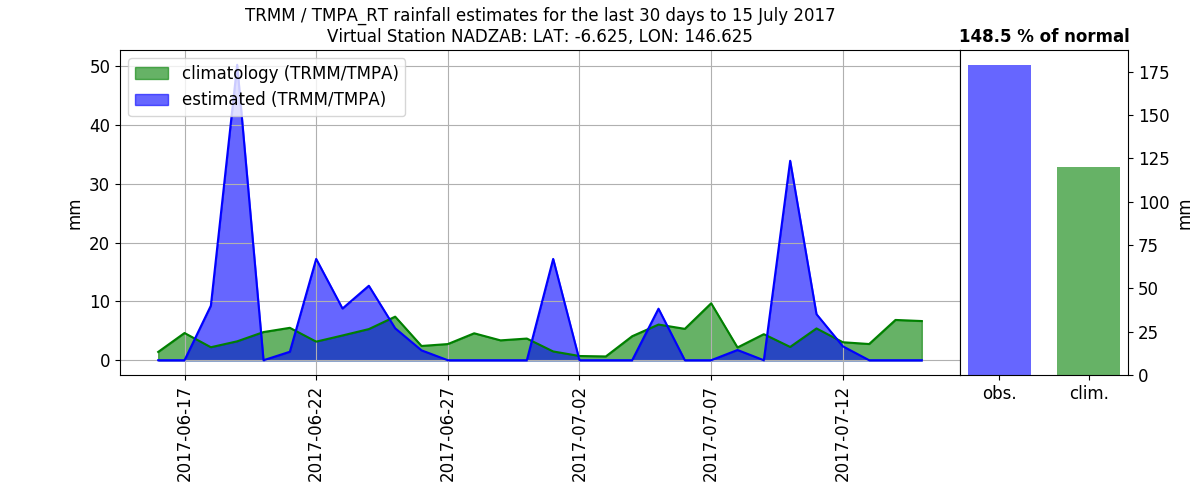 TRMM / TMPA_RT rainfall estimates for the last 30 days to 15 July 2017
Virtual Station NADZAB: LAT: -6.625, LON: 146.625
148.5 % of normal
climatology (TRMM/TMPA)
estimated (TRMM/TMPA)
50
40
30
20
10
0
mm
2017-06-17
2017-06-22
2017-06-27
2017-07-02
2017-07-07
2017-07-12
175
150
125
100
75
50
25
0
mm
obs.
clim.